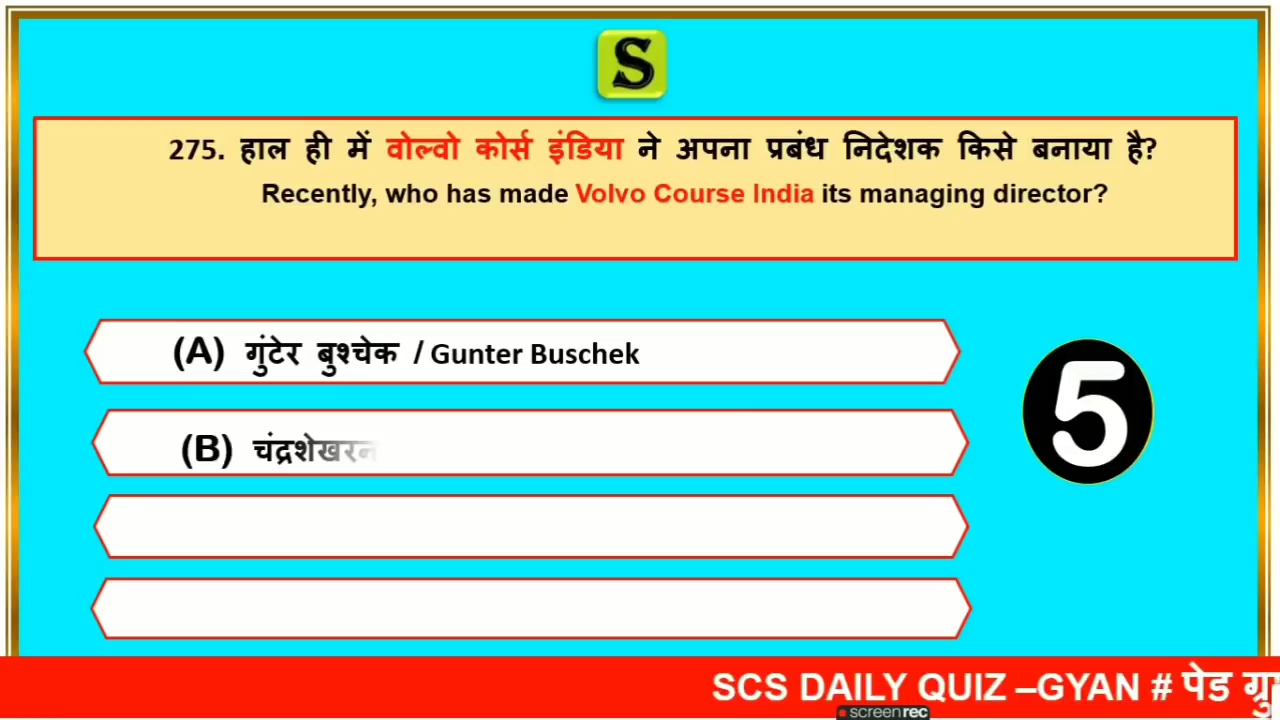 S
275. हाल ही में वोल्वो कोर्स इंडिया ने अपना प्रबंध निदेशक किसे बनाया है?
Recently, who has made Volvo Course India its managing director?
(A) गुंटेर बुश्चेक / Gunter Buschek
(B) चंद्रशेखरन
5
SCS DAILY QUIZ –GYAN # पेड
screenrec